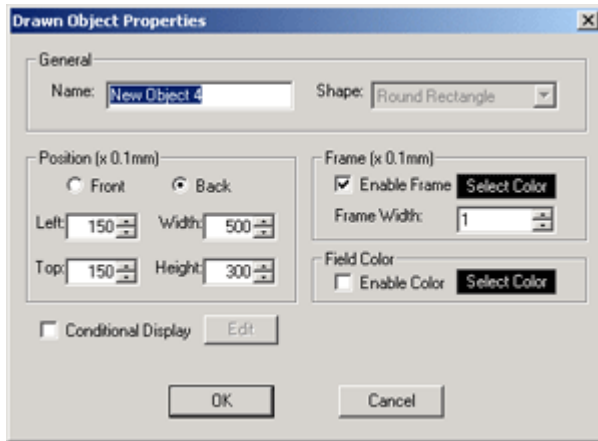 Drawn Object Properties
General
Name: New Object 4 Shape: Round Rectangle
Position (x 0.1mm)
Front Back
Left: 150 Width: 500
Top: 150 Height: 300
Frame (x 0.1mm)
Enable Frame Select Color
Frame Width: 1
Field Color
Enable Color Select Color
Conditional Display Edit
OK Cancel